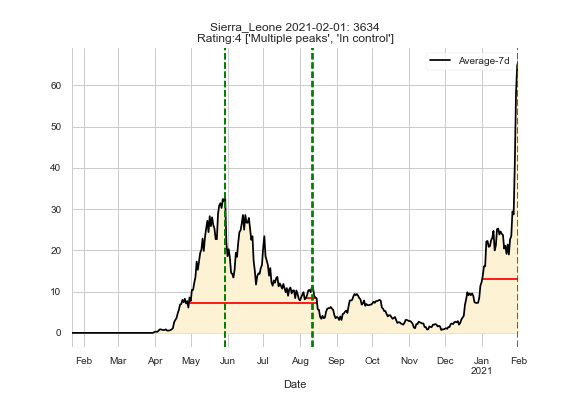 Sierra_Leone 2021-02-01: 3634
Rating:4 ['Multiple peaks', 'In control']
Average-7d
60
50
40
30
20
10
0
Feb Mar Apr May Jun Jul Aug Sep Oct Nov Dec Jan Feb
2021
Date